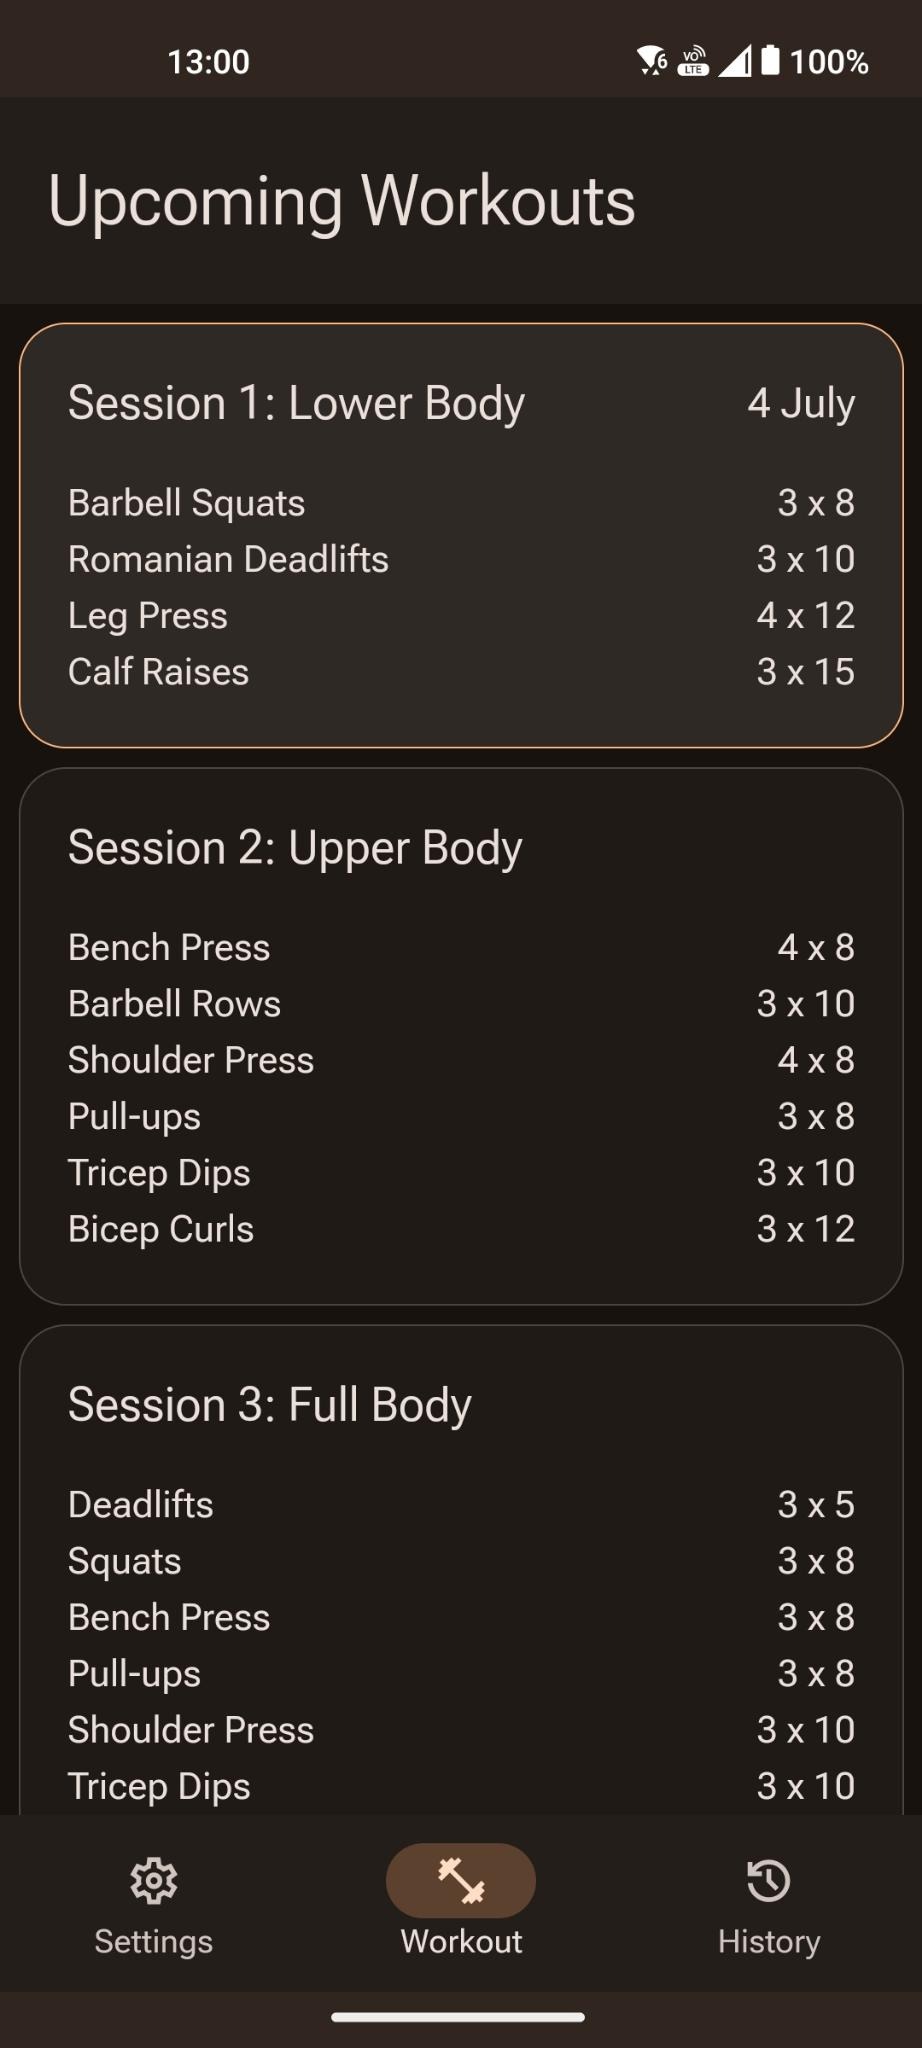 13:00 6 VO LTE 100%
Upcoming Workouts
Session 1: Lower Body 4 July
Barbell Squats 3 x 8
Romanian Deadlifts 3 x 10
Leg Press 4 x 12
Calf Raises 3 x 15
Session 2: Upper Body
Bench Press 4 x 8
Barbell Rows 3 x 10
Shoulder Press 4 x 8
Pull-ups 3 x 8
Tricep Dips 3 x 10
Bicep Curls 3 x 12
Session 3: Full Body
Deadlifts 3 x 5
Squats 3 x 8
Bench Press 3 x 8
Pull-ups 3 x 8
Shoulder Press 3 x 10
Tricep Dips 3 x 10
Settings Workout History